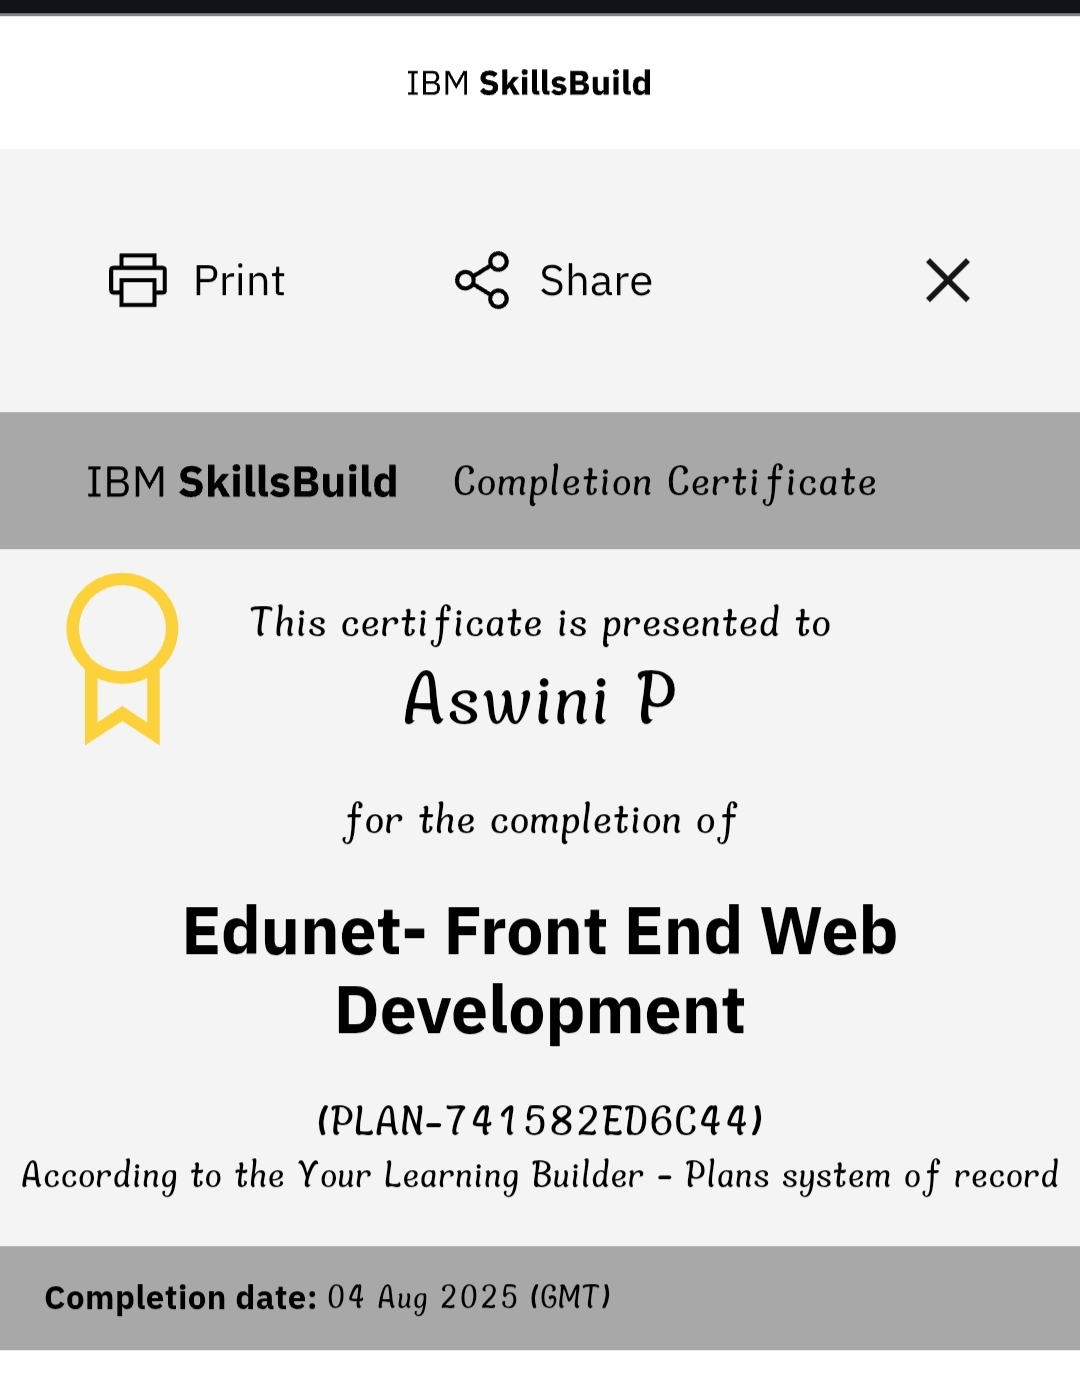 IBM SkillsBuild
Print Share
IBM SkillsBuild Completion Certificate
This certificate is presented to
Aswini P
for the completion of
Edunet- Front End Web
Development
(PLAN-741582ED6C44)
According to the Your Learning Builder - Plans system of record
Completion date: 04 Aug 2025 (GMT)